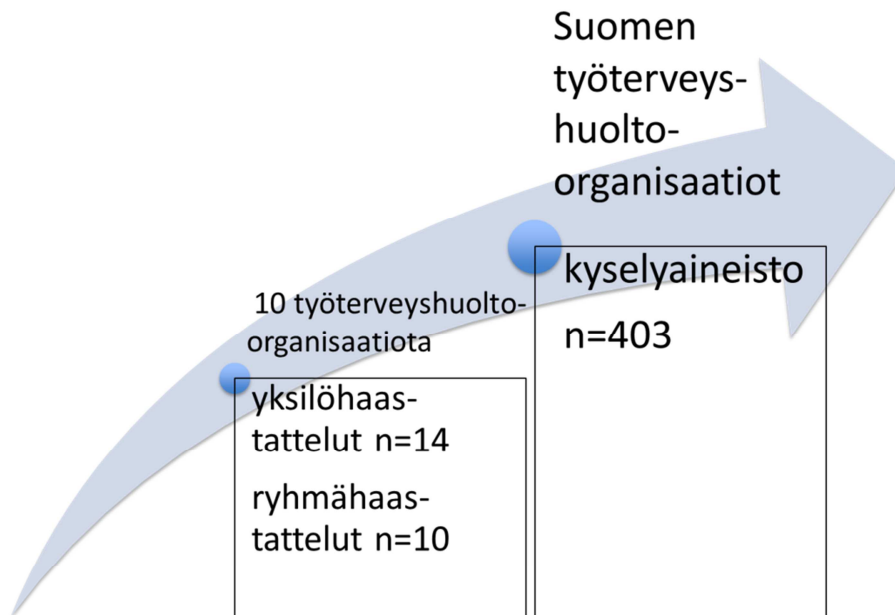 10 työterveyshuolto-
organisaatiota
yksilöhaas-
tattelut n=14
ryhmähaas-
tattelut n=10
Suomen
työterveys-
huolto-
organisaatiot
kyselyaineisto
n=403